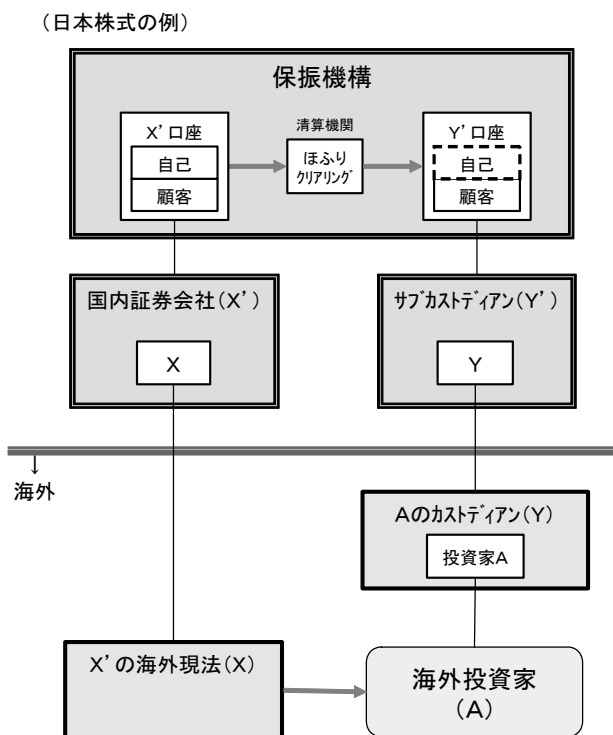 （日本株式の例）
保振機構
X’口座
自己
顧客
清算機関
ほふり
ｸﾘｱﾘﾝｸﾞ
Y’口座
自己
顧客
国内証券会社（X’）
X
ｻﾌﾞｶｽﾄﾃﾞｨｱﾝ（Y’）
Y
↓
海外
Aのｶｽﾄﾃﾞｨｱﾝ（Y）
投資家A
X’の海外現法（X）
海外投資家
（A）